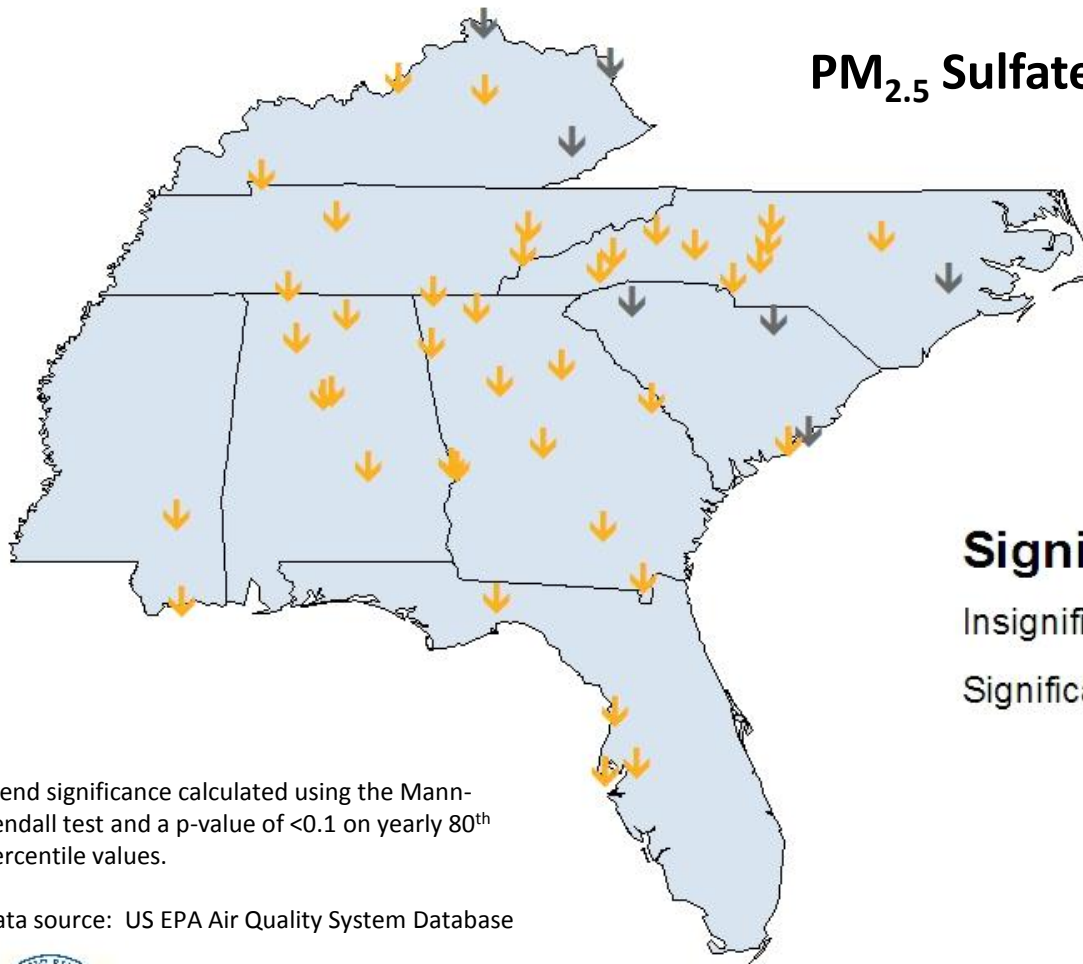 PM2.5 Sulfate
Signi
Insignifi
Significa
end significance calculated using the Mann-
endall test and a p-value of <0.1 on yearly 80th
ercentile values.
ata source: US EPA Air Quality System Database